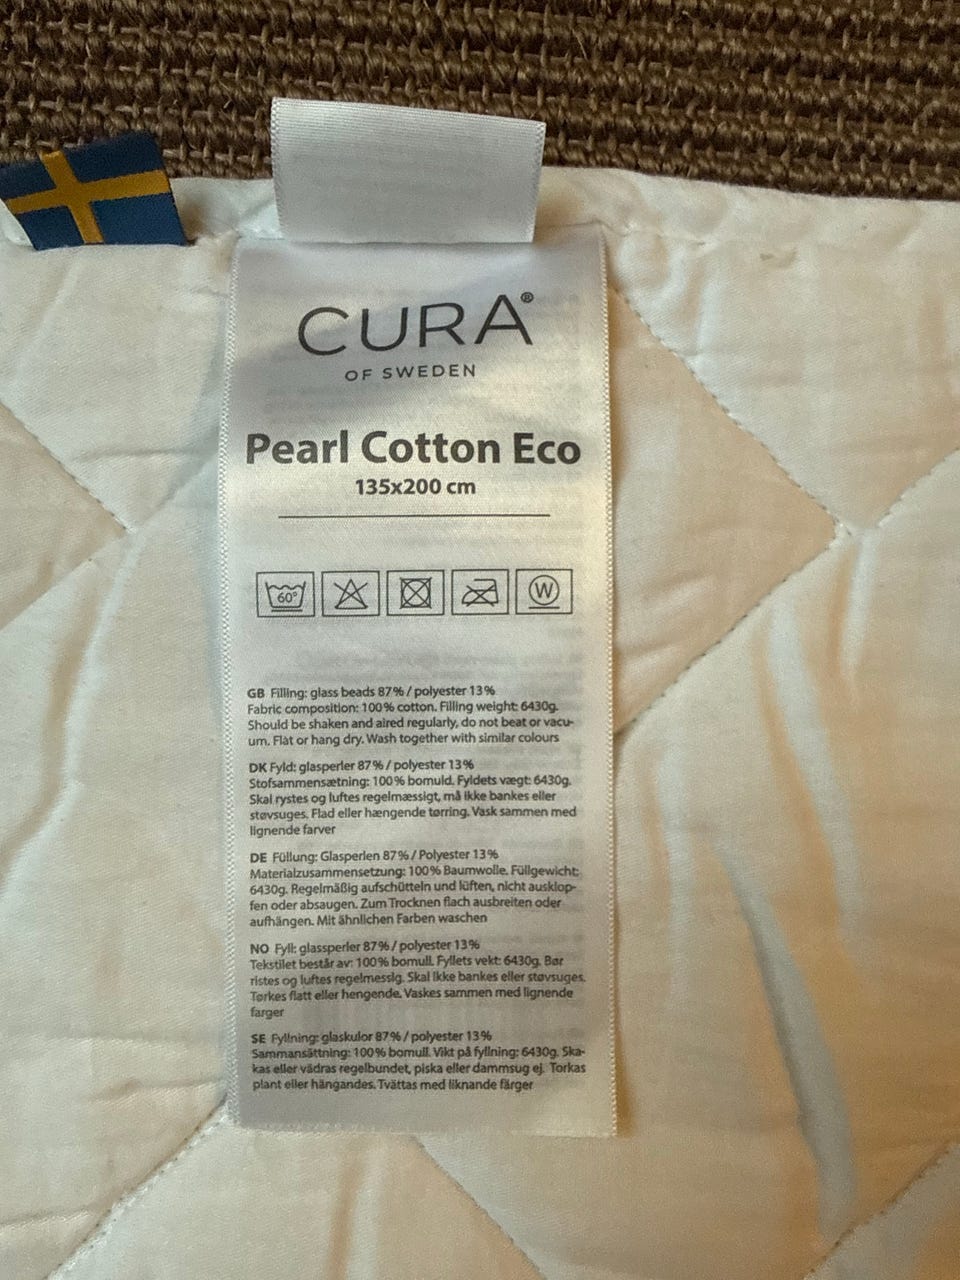 CURA®
OF SWEDEN
Pearl Cotton Eco
135x200 cm
60° W
GB Filling: glass beads 87% / polyester 13%
Fabric composition: 100% cotton. Filling weight: 6430g.
Should be shaken and aired regularly, do not beat or vacu-
um. Flat or hang dry. Wash together with similar colours
DK Fyld: glasperler 87% / polyester 13%
Stofsammensætning: 100% bomuld. Fyldets vægt: 6430g.
Skal rystes og luftes regelmæssigt, må ikke bankes eller
støvsuges. Flad eller hængende tørring. Vask sammen med
lignende farver
DE Füllung: Glasperlen 87% / Polyester 13%
Materialzusammensetzung: 100% Baumwolle. Füllgewicht:
6430g. Regelmäßig aufschütteln und lüften, nicht ausklop-
fen oder absaugen. Zum Trocknen flach ausbreiten oder
aufhängen. Mit ähnlichen Farben waschen
NO Fyll: glassperler 87% / polyester 13%
Tekstilet består av: 100% bomull. Fyllets vekt: 6430g. Bør
ristes og luftes regelmessig. Skal ikke bankes eller støvsuges.
Tørkes flatt eller hengende. Vaskes sammen med lignende
farger
SE Fyllning: glaskulor 87% / polyester 13%
Sammansättning: 100% bomull. Vikt på fyllning: 6430g. Ska-
kas eller vädras regelbundet, piska eller dammsug ej. Torkas
plant eller hängandes. Tvättas med liknande färger